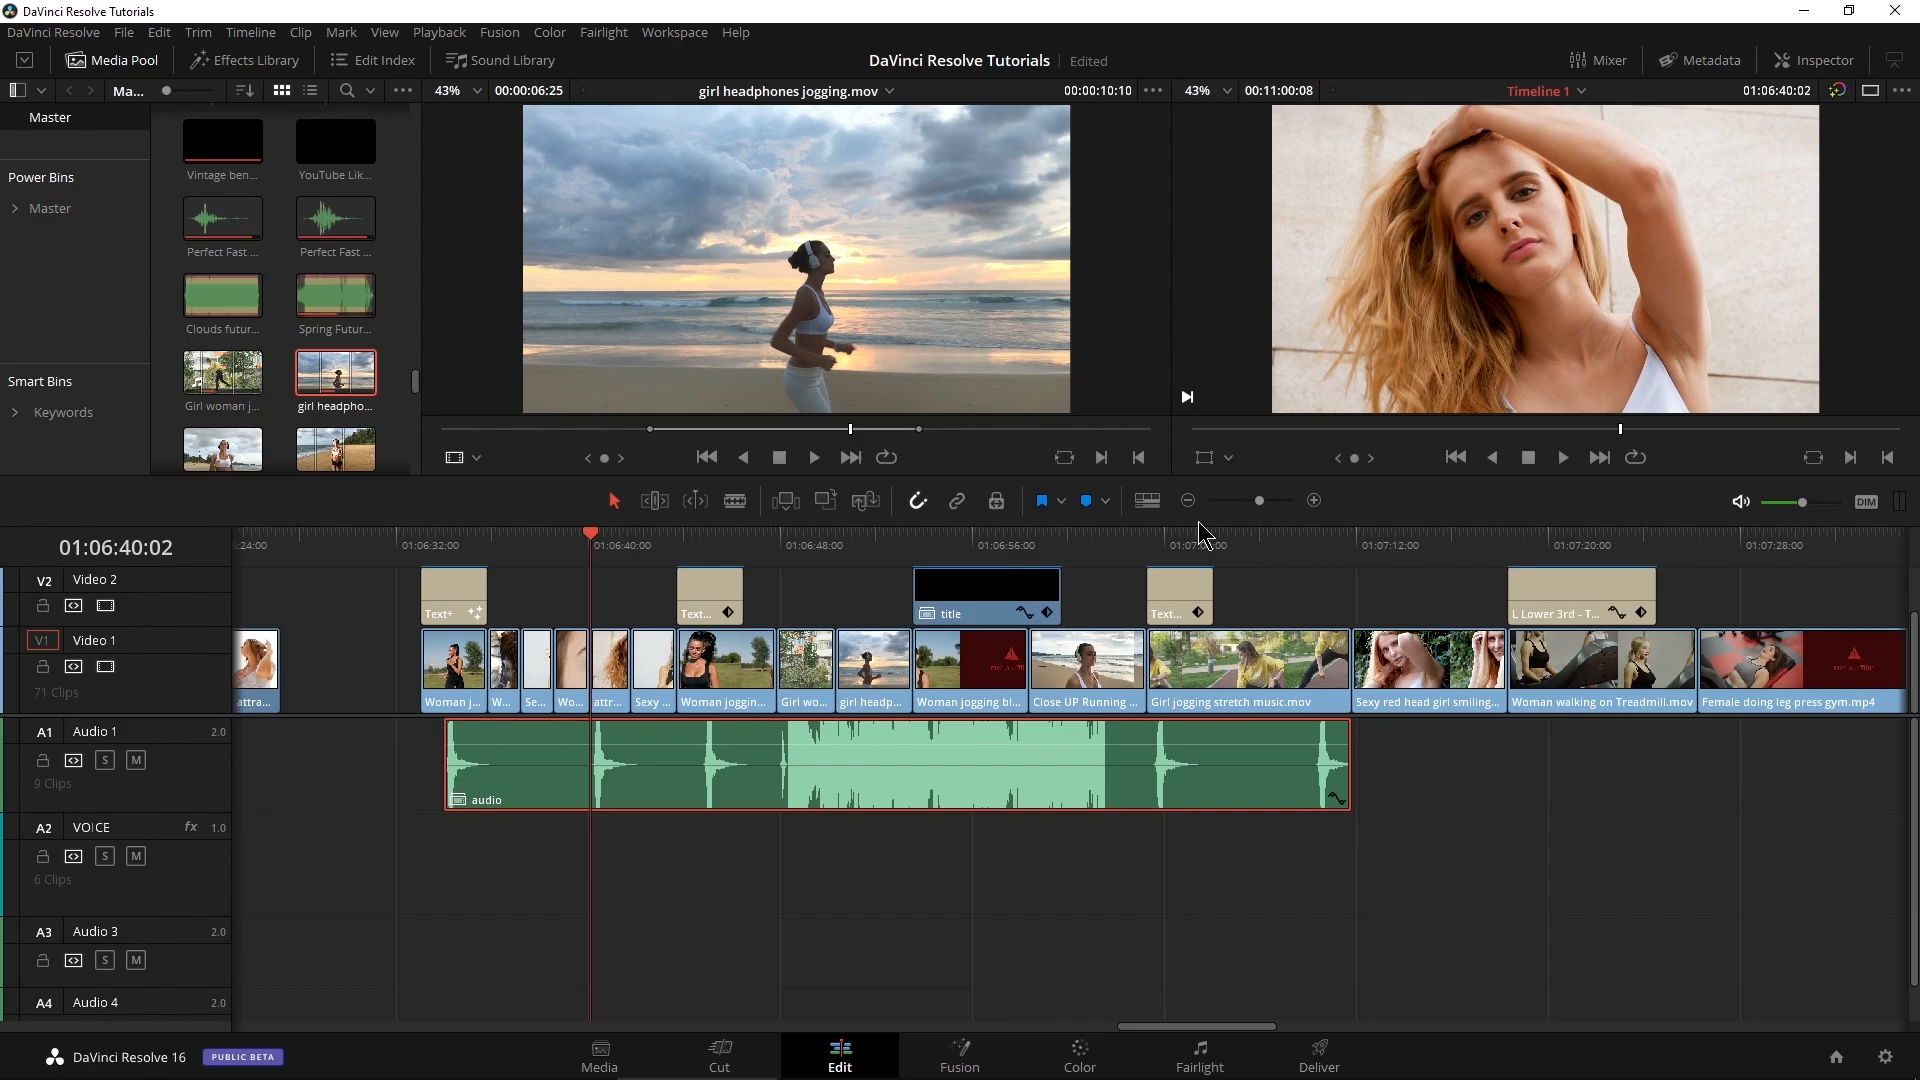 DaVinci Resolve Tutorials
DaVinci Resolve File Edit Trim Timeline Clip Mark View Playback Fusion Color Fairlight Workspace Help
Media Pool Effects Library Edit Index Sound Library DaVinci Resolve Tutorials Edited Mixer Metadata Inspector
Ma... 43% 00:00:06:25 girl headphones jogging.mov 00:00:10:10 43% 00:11:00:08 Timeline 1 01:06:40:02
Master
Power Bins
Master
Smart Bins
Keywords
Vintage ben... YouTube Lik...
Perfect Fast ... Perfect Fast ...
Clouds futur... Spring Futur...
Girl woman j... girl headpho...
DIM
01:06:40:02
:24:00 01:06:32:00 01:06:40:00 01:06:48:00 01:06:56:00 01:07:12:00 01:07:20:00 01:07:28:00
V2 Video 2
Text+ Text... title Text... L Lower 3rd - T...
V1 Video 1
71 Clips
attra... Woman j... W... Se... Wo... attr... Sexy ... Woman joggin... Girl wo... girl headp... Woman jogging bl... Close UP Running ... Girl jogging stretch music.mov Sexy red head girl smiling... Woman walking on Treadmill.mov Female doing leg press gym.mp4
A1 Audio 1 2.0
S M
9 Clips
audio
A2 VOICE fx 1.0
S M
6 Clips
A3 Audio 3 2.0
S M
A4 Audio 4 2.0
DaVinci Resolve 16 PUBLIC BETA
Media Cut Edit Fusion Color Fairlight Deliver